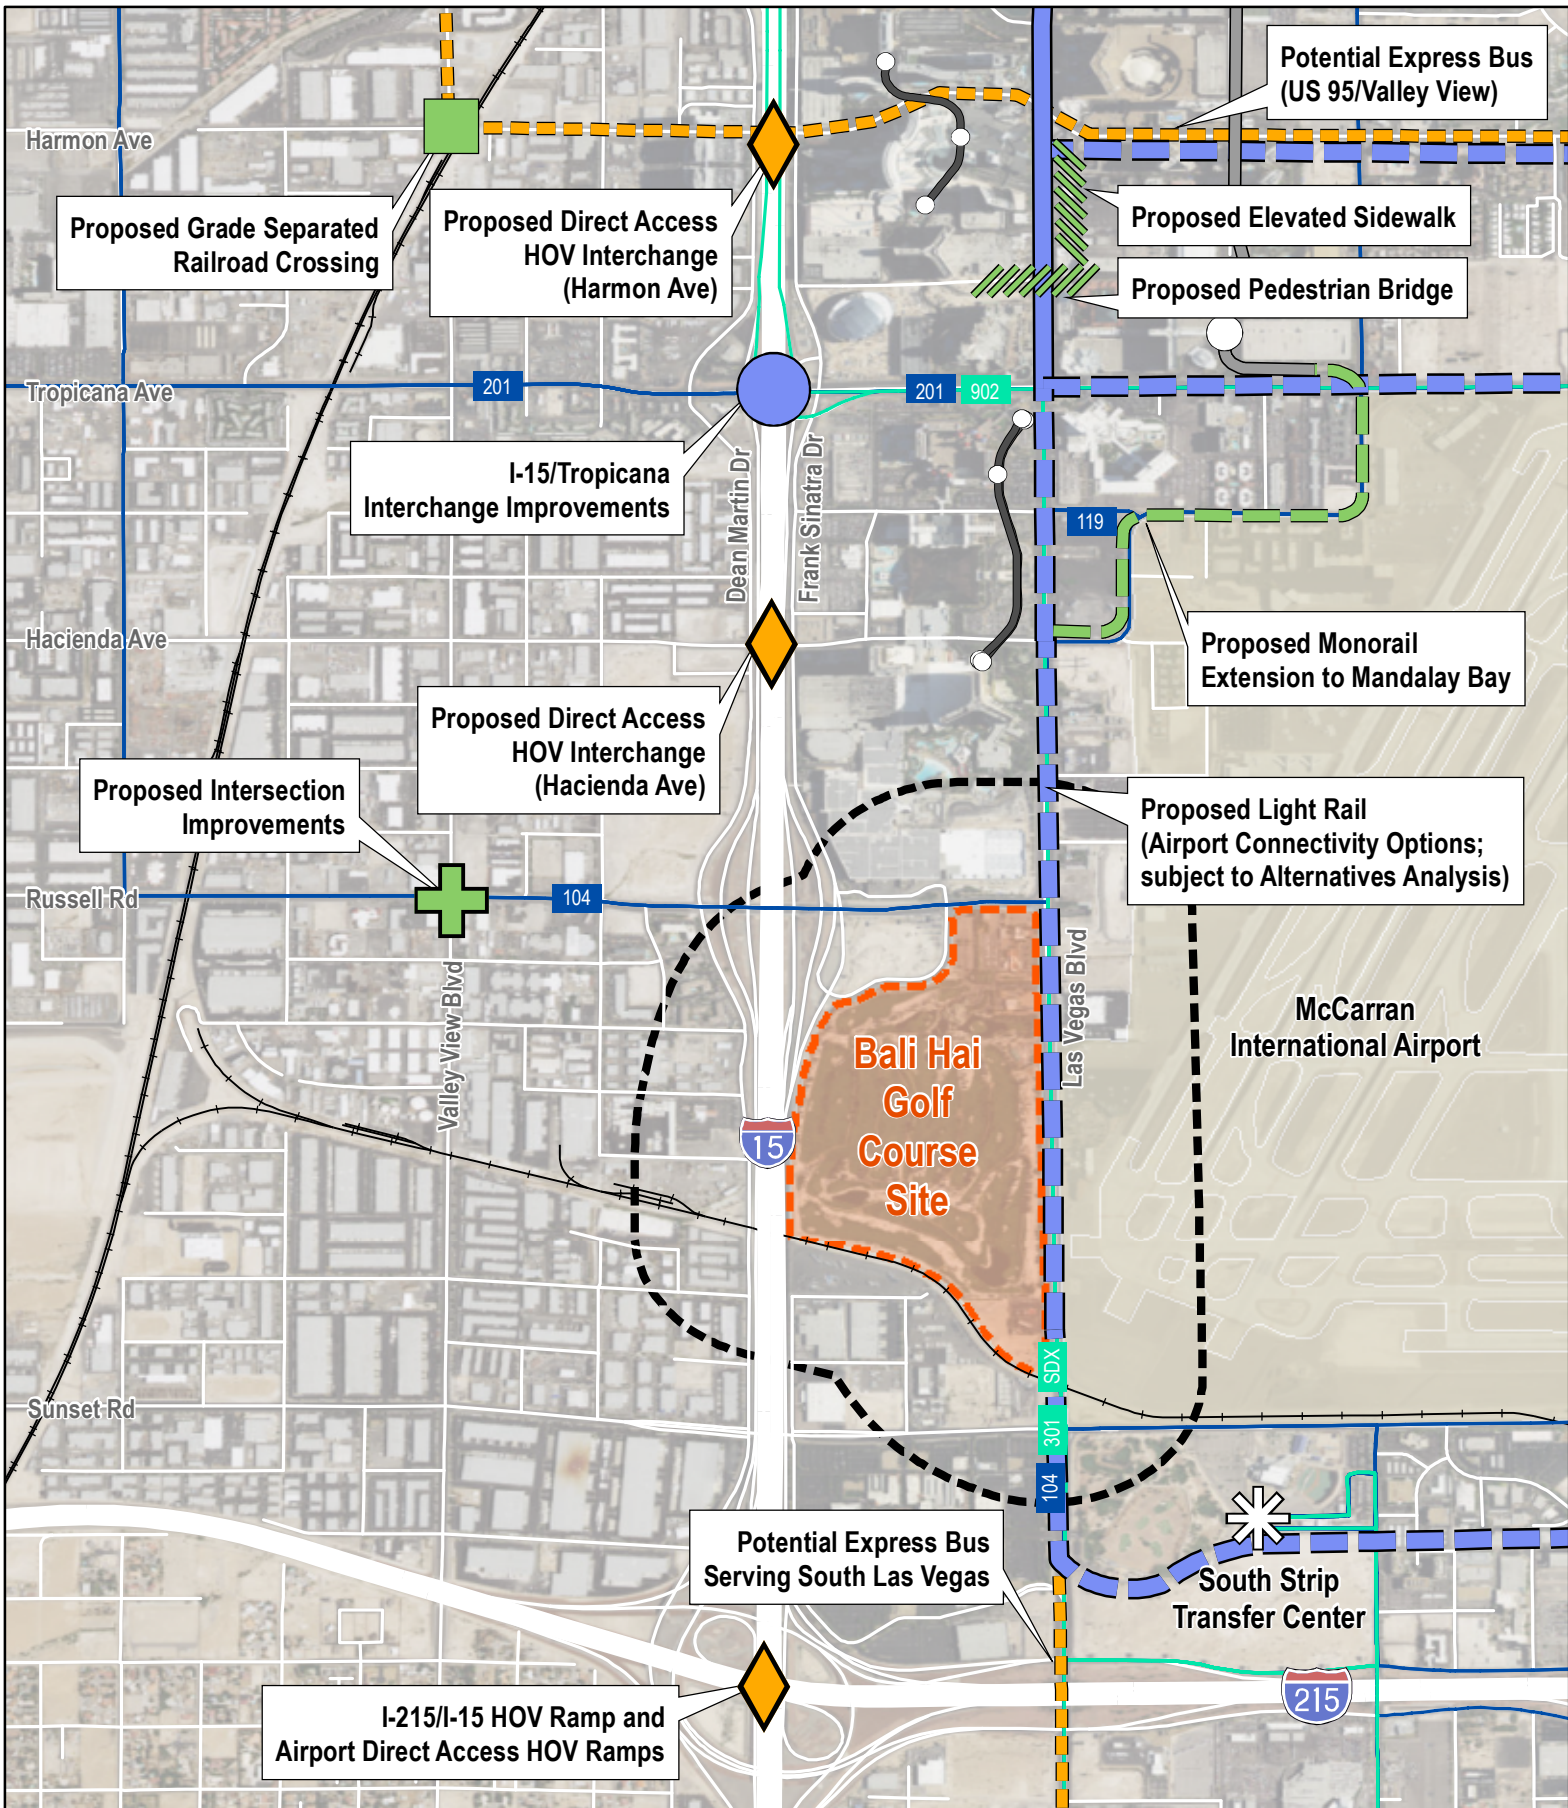 Potential Express Bus
(US 95/Valley View)
Harmon Ave
Proposed Grade Separated
Railroad Crossing
Proposed Direct Access
HOV Interchange
(Harmon Ave)
Proposed Elevated Sidewalk
Proposed Pedestrian Bridge
Tropicana Ave
201
201
902
I-15/Tropicana
Interchange Improvements
Dean Martin Dr
Frank Sinatra Dr
119
Hacienda Ave
Proposed Monorail
Extension to Mandalay Bay
Proposed Direct Access
HOV Interchange
(Hacienda Ave)
Proposed Intersection
Improvements
Proposed Light Rail
(Airport Connectivity Options;
subject to Alternatives Analysis)
Russell Rd
104
Valley View Blvd
Las Vegas Blvd
McCarran
International Airport
Bali Hai
Golf
Course
Site
15
SDX
301
104
Sunset Rd
Potential Express Bus
Serving South Las Vegas
South Strip
Transfer Center
215
I-215/I-15 HOV Ramp and
Airport Direct Access HOV Ramps